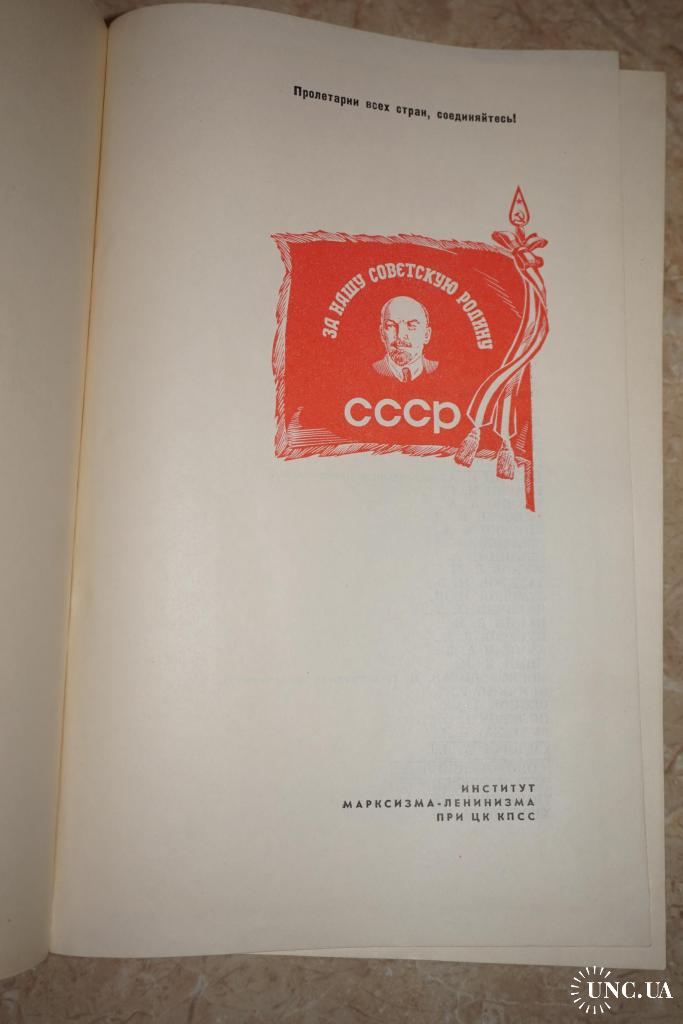 Пролетарии всех стран, соединяйтесь!
ЗА НАШУ СОВЕТСКУЮ РОДИНУ
СССР
ИНСТИТУТ
МАРКСИЗМА-ЛЕНИНИЗМА
ПРИ ЦК КПСС
UNC.UA